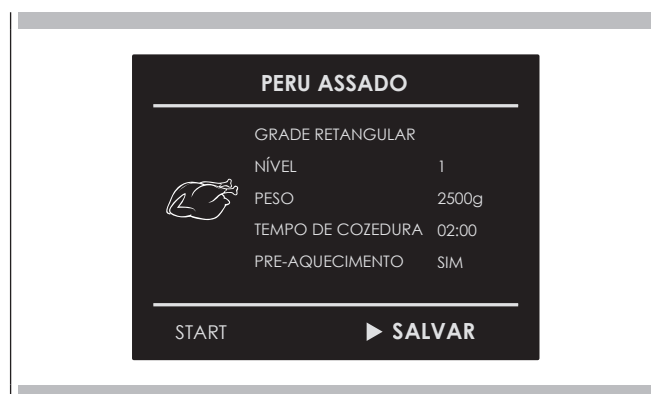 PERU ASSADO
GRADE RETANGULAR
NÍVEL 1
PESO 2500g
TEMPO DE COZEDURA 02:00
PRE-AQUECIMENTO SIM
START ▶ SALVAR